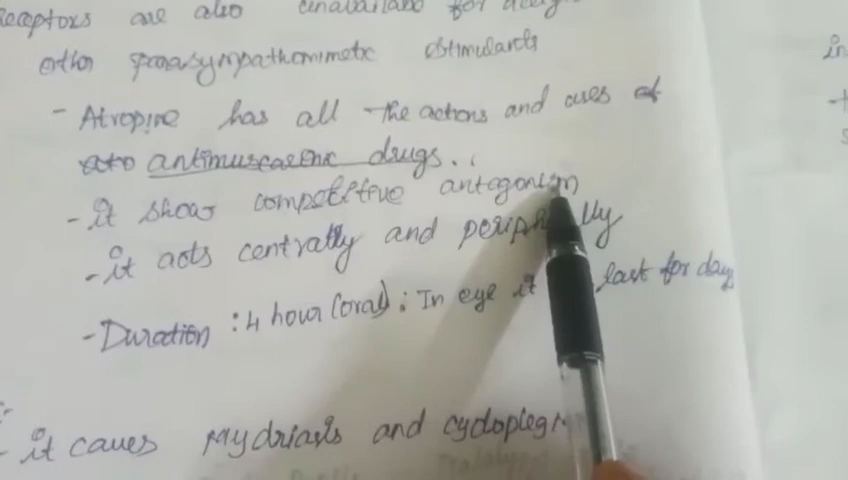 Receptors are also unavailable for
other parasympathomimetic stimulants
- Atropine has all the actions and uses of
antimuscarinic drugs.
- it show competitive antagonism
- it acts centrally and peripherally
- Duration : 4 hour (oral) ; In eye it last for days
it causes mydriasis and cycloplegia